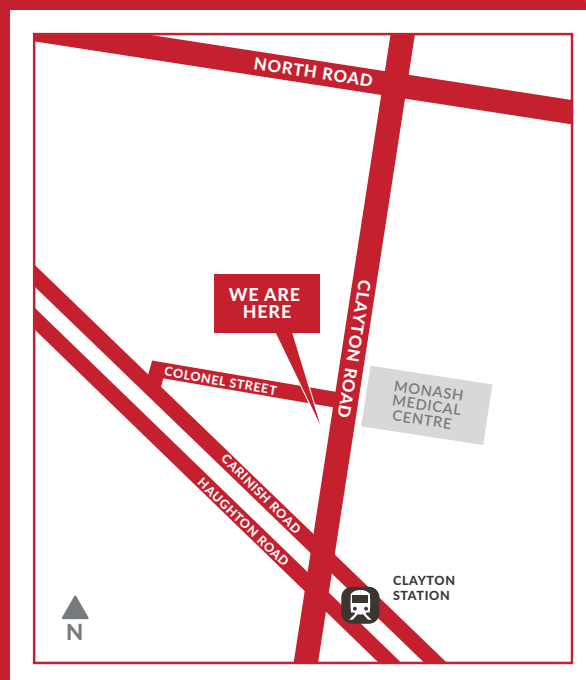 NORTH ROAD
WE ARE
HERE
CLAYTON ROAD
COLONEL STREET
MONASH
MEDICAL
CENTRE
CARINISH ROAD
HAUGHTON ROAD
CLAYTON
STATION
N